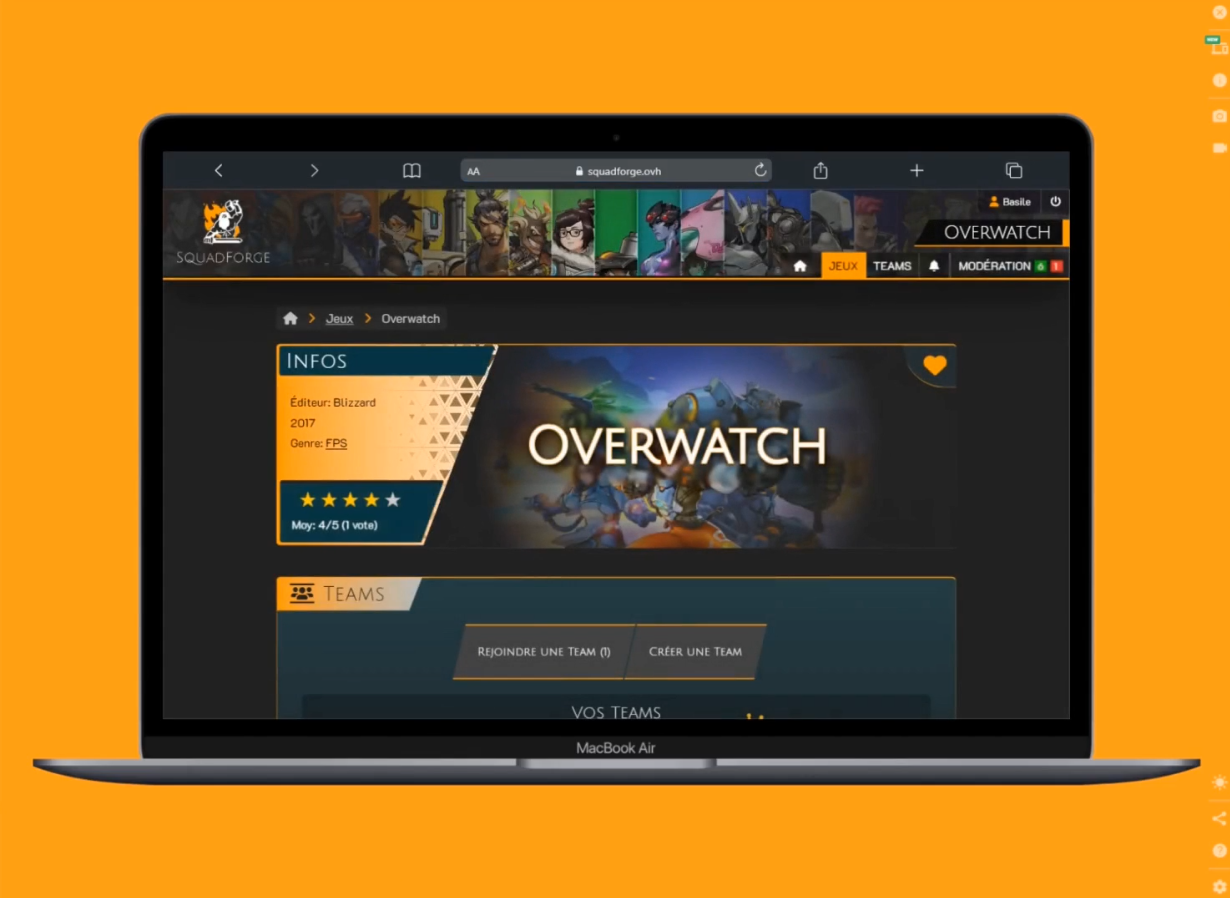 NEW
AA
squadforge.ovh
Basile
OVERWATCH
SQUADFORGE
JEUX
TEAMS
MODÉRATION 6 1
Jeux
Overwatch
INFOS
Éditeur: Blizzard
2017
Genre: FPS
OVERWATCH
Moy: 4/5 (1 vote)
TEAMS
REJOINDRE UNE TEAM (1)
CRÉER UNE TEAM
VOS TEAMS
MacBook Air